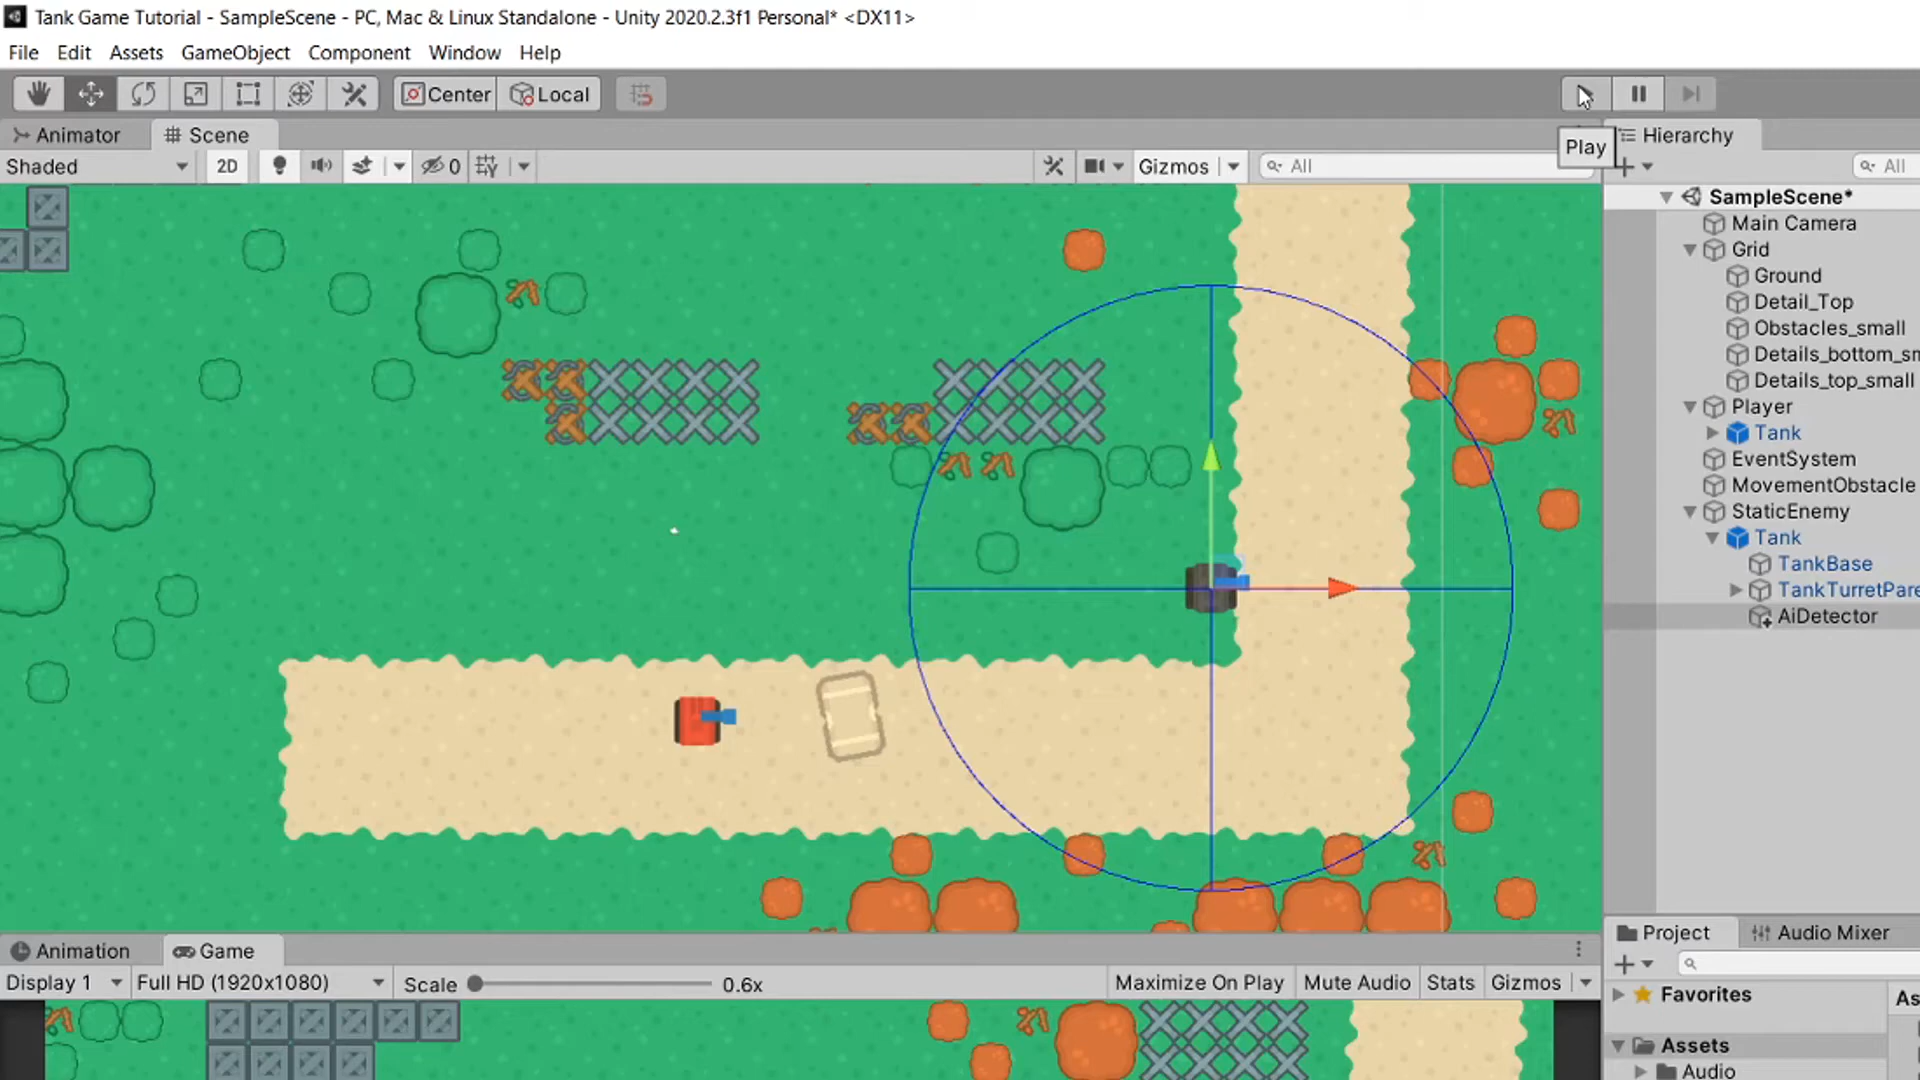 Tank Game Tutorial - SampleScene - PC, Mac & Linux Standalone - Unity 2020.2.3f1 Personal* <DX11>
File Edit Assets GameObject Component Window Help
Center Local
Animator Scene
Shaded 2D 0 Gizmos All
Play
Hierarchy
All
SampleScene*
Main Camera
Grid
Ground
Detail_Top
Obstacles_small
Details_bottom_sm
Details_top_small
Player
Tank
EventSystem
MovementObstacle
StaticEnemy
Tank
TankBase
TankTurretPare
AiDetector
Animation Game
Display 1 Full HD (1920x1080) Scale 0.6x Maximize On Play Mute Audio Stats Gizmos
Project Audio Mixer
Favorites
As
Assets
Audio